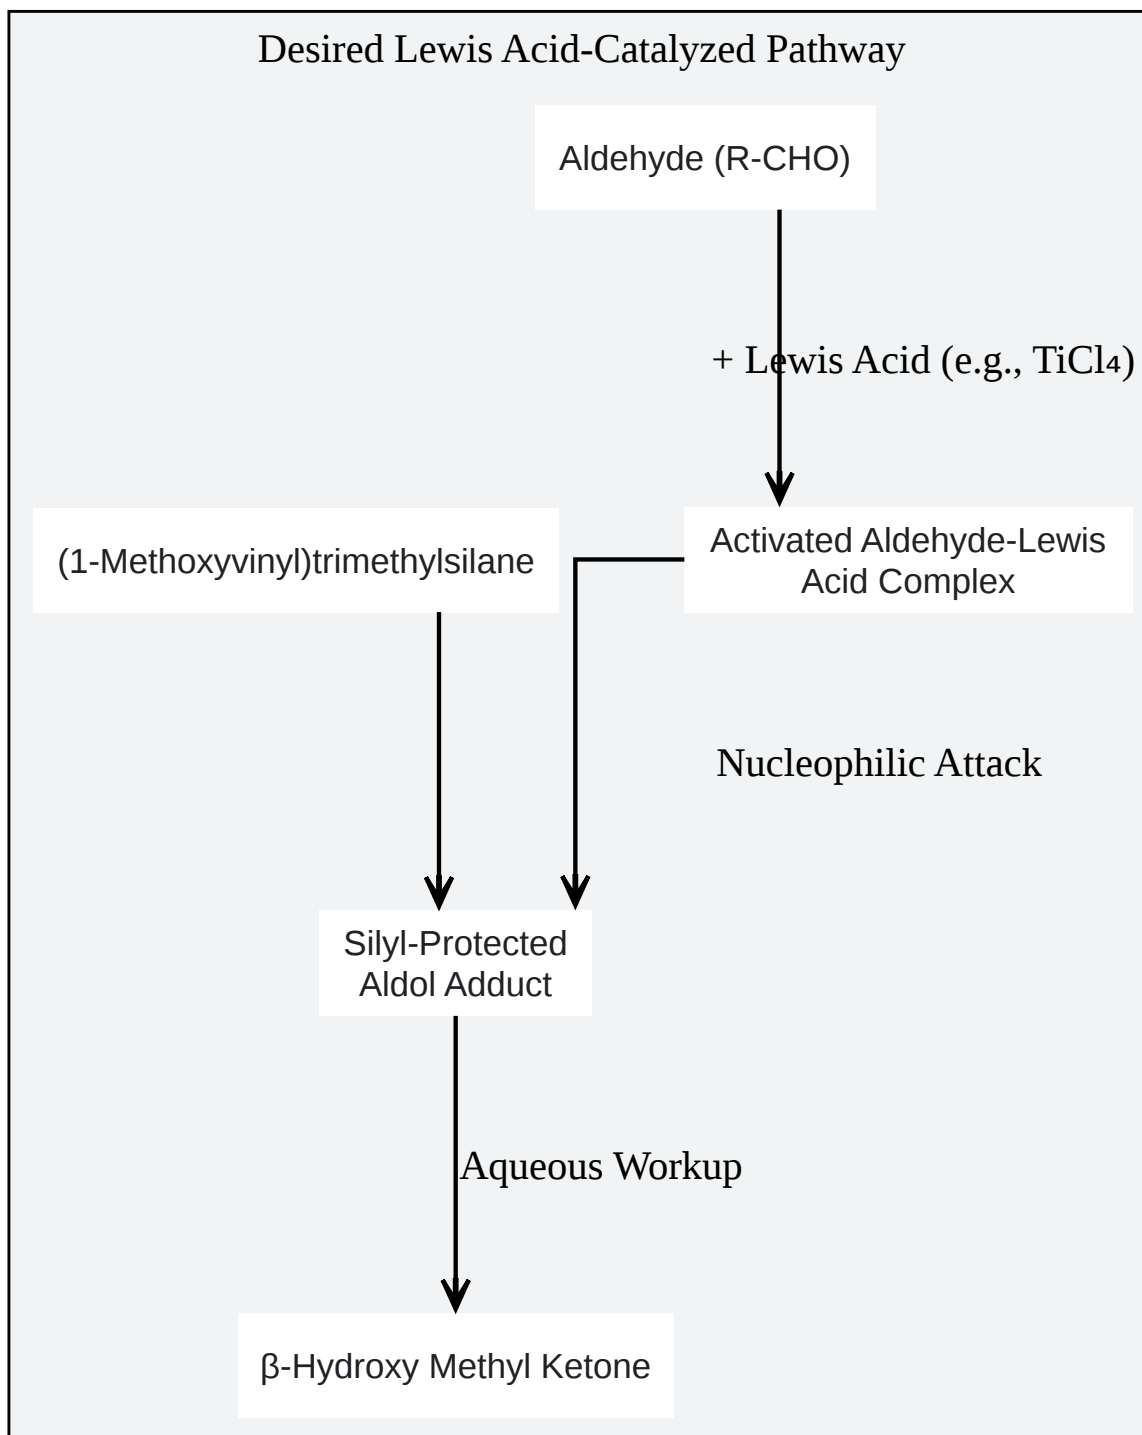 Desired Lewis Acid-Catalyzed Pathway
Aldehyde (R-CHO)
+ Lewis Acid (e.g., TiCl₄)
(1-Methoxyvinyl)trimethylsilane
Activated Aldehyde-Lewis
Acid Complex
Nucleophilic Attack
Silyl-Protected
Aldol Adduct
Aqueous Workup
β-Hydroxy Methyl Ketone